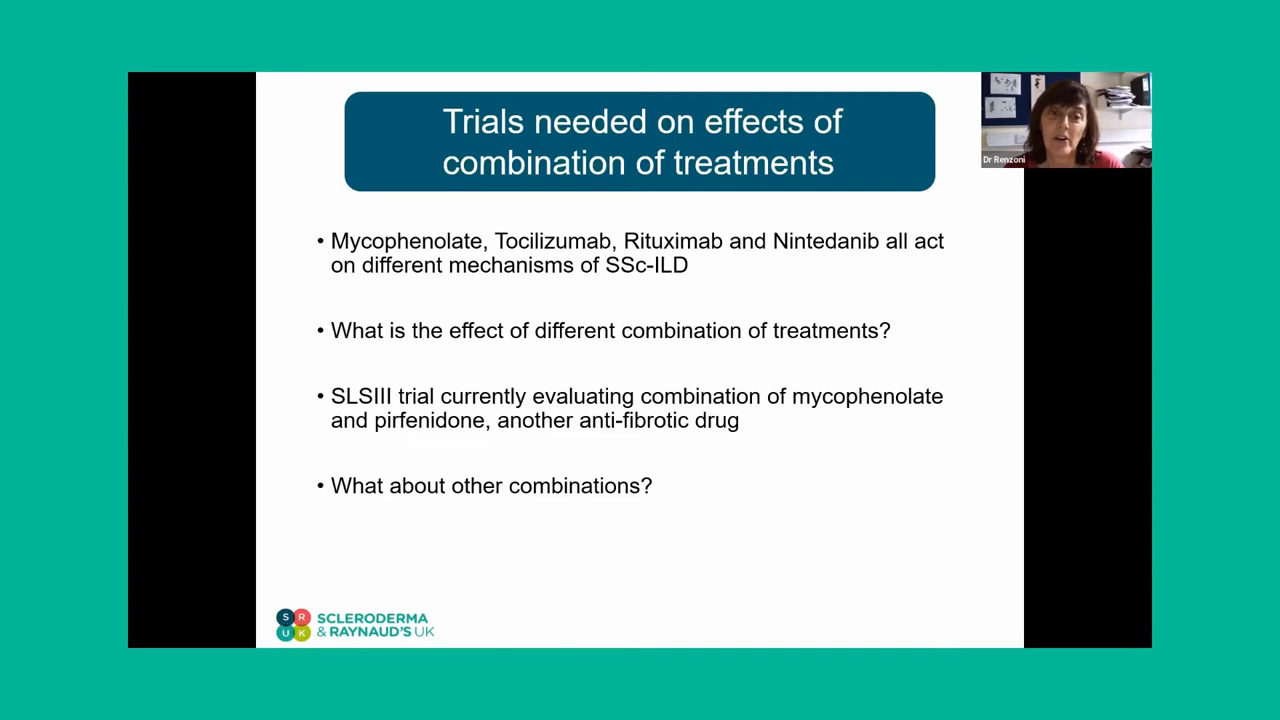 Trials needed on effects of
combination of treatments
Dr Renzoni
• Mycophenolate, Tocilizumab, Rituximab and Nintedanib all act
on different mechanisms of SSc-ILD
• What is the effect of different combination of treatments?
• SLSIII trial currently evaluating combination of mycophenolate
and pirfenidone, another anti-fibrotic drug
• What about other combinations?
S R
U K
SCLERODERMA
& RAYNAUD'S UK